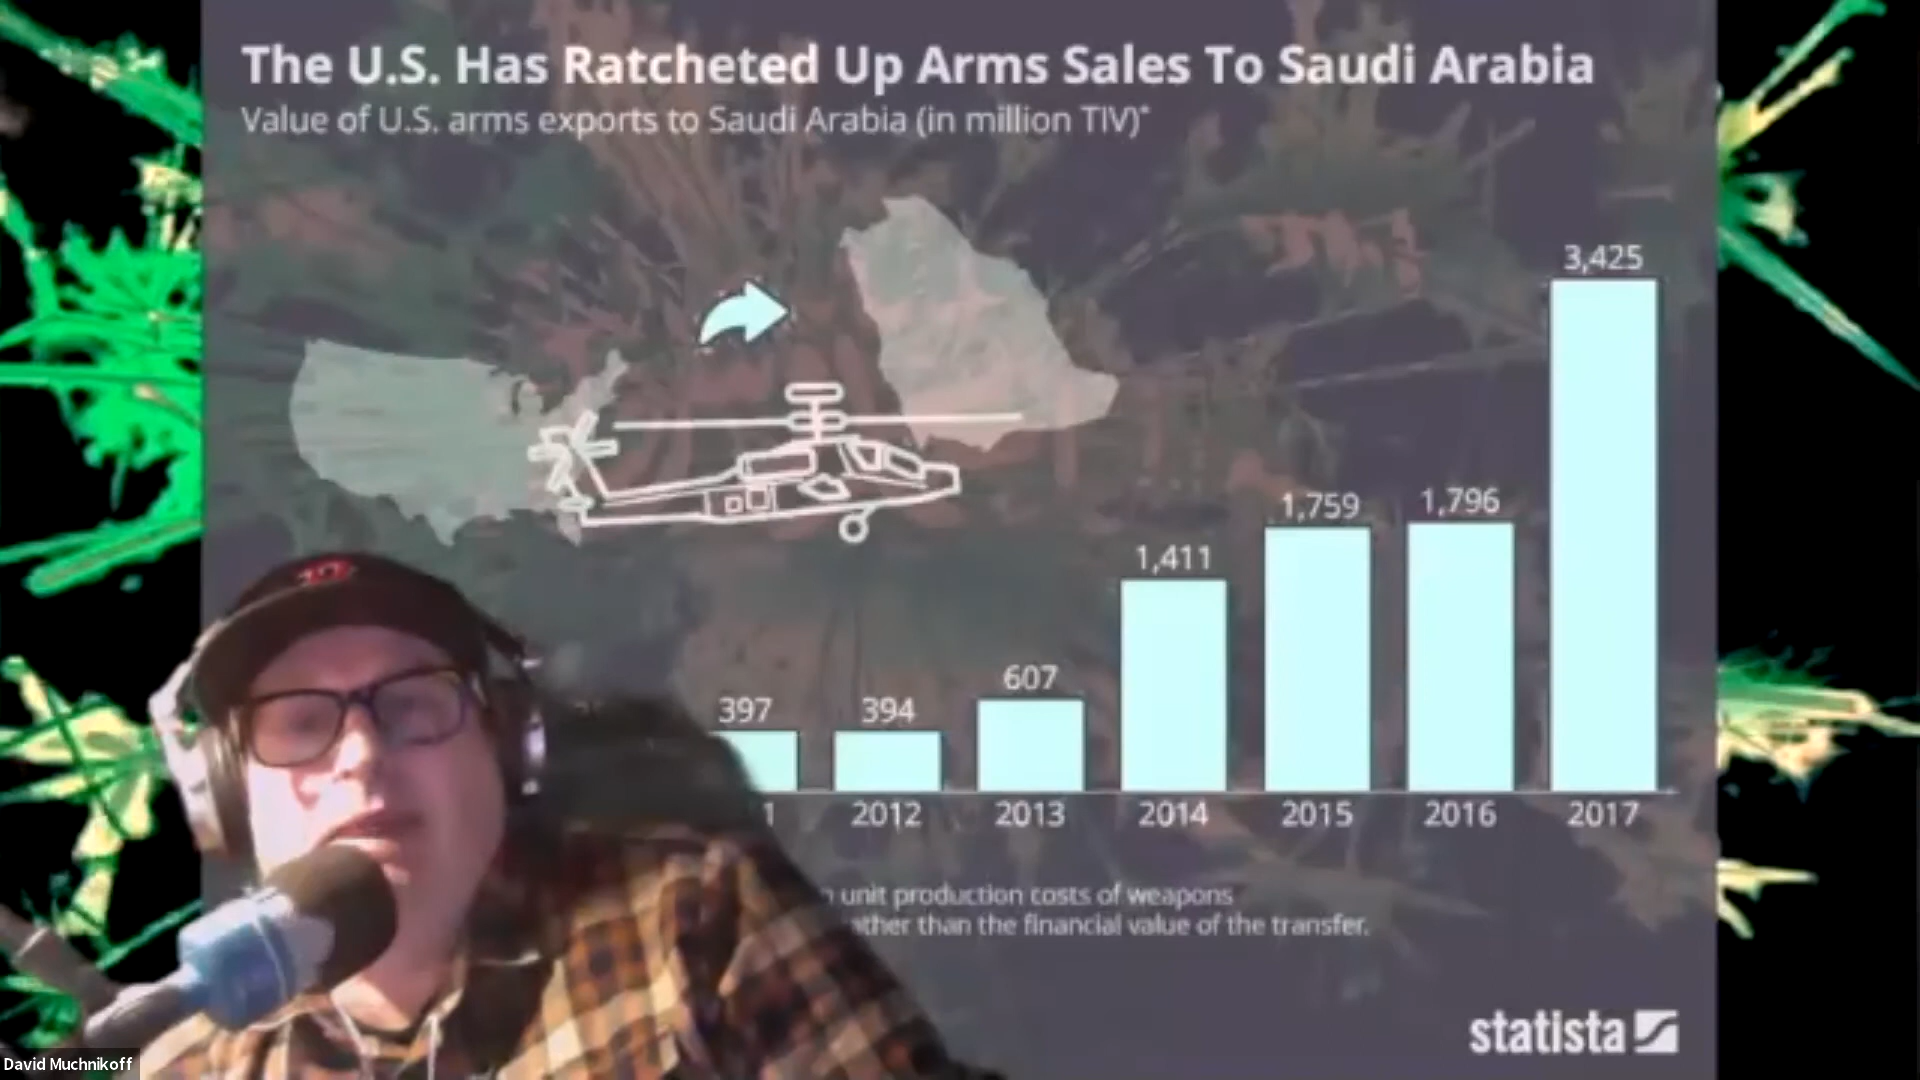 The U.S. Has Ratcheted Up Arms Sales To Saudi Arabia
Value of U.S. arms exports to Saudi Arabia (in million TIV)*
3,425
1,759
1,796
1,411
607
397
394
1
2012
2013
2014
2015
2016
2017
unit production costs of weapons
ather than the financial value of the transfer.
statista
David Muchnikoff